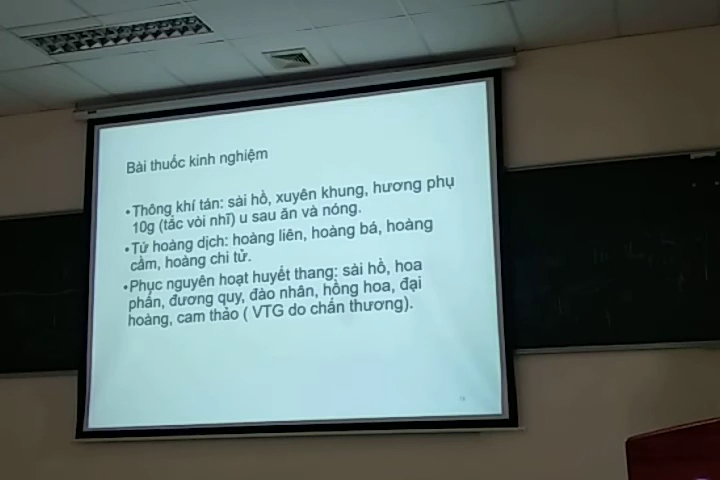 Bài thuốc kinh nghiệm
•Thông khí tán: sài hồ, xuyên khung, hương phụ
10g (tắc vòi nhĩ) u sau ăn và nóng.
•Tứ hoàng dịch: hoàng liên, hoàng bá, hoàng
cầm, hoàng chi tử.
•Phục nguyên hoạt huyết thang: sài hồ, hoa
phấn, đương quy, đào nhân, hồng hoa, đại
hoàng, cam thảo ( VTG do chấn thương).